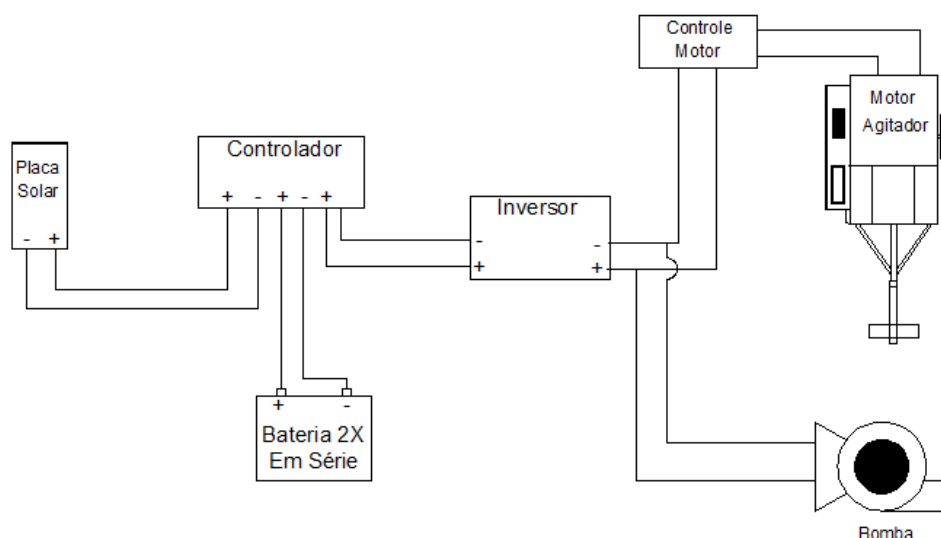 Controle
Motor
Motor
Agitador
Placa
Solar
- +
Controlador
+ - + - +
Inversor
- -
+ +
+ -
Bateria 2X
Em Série
Bomba